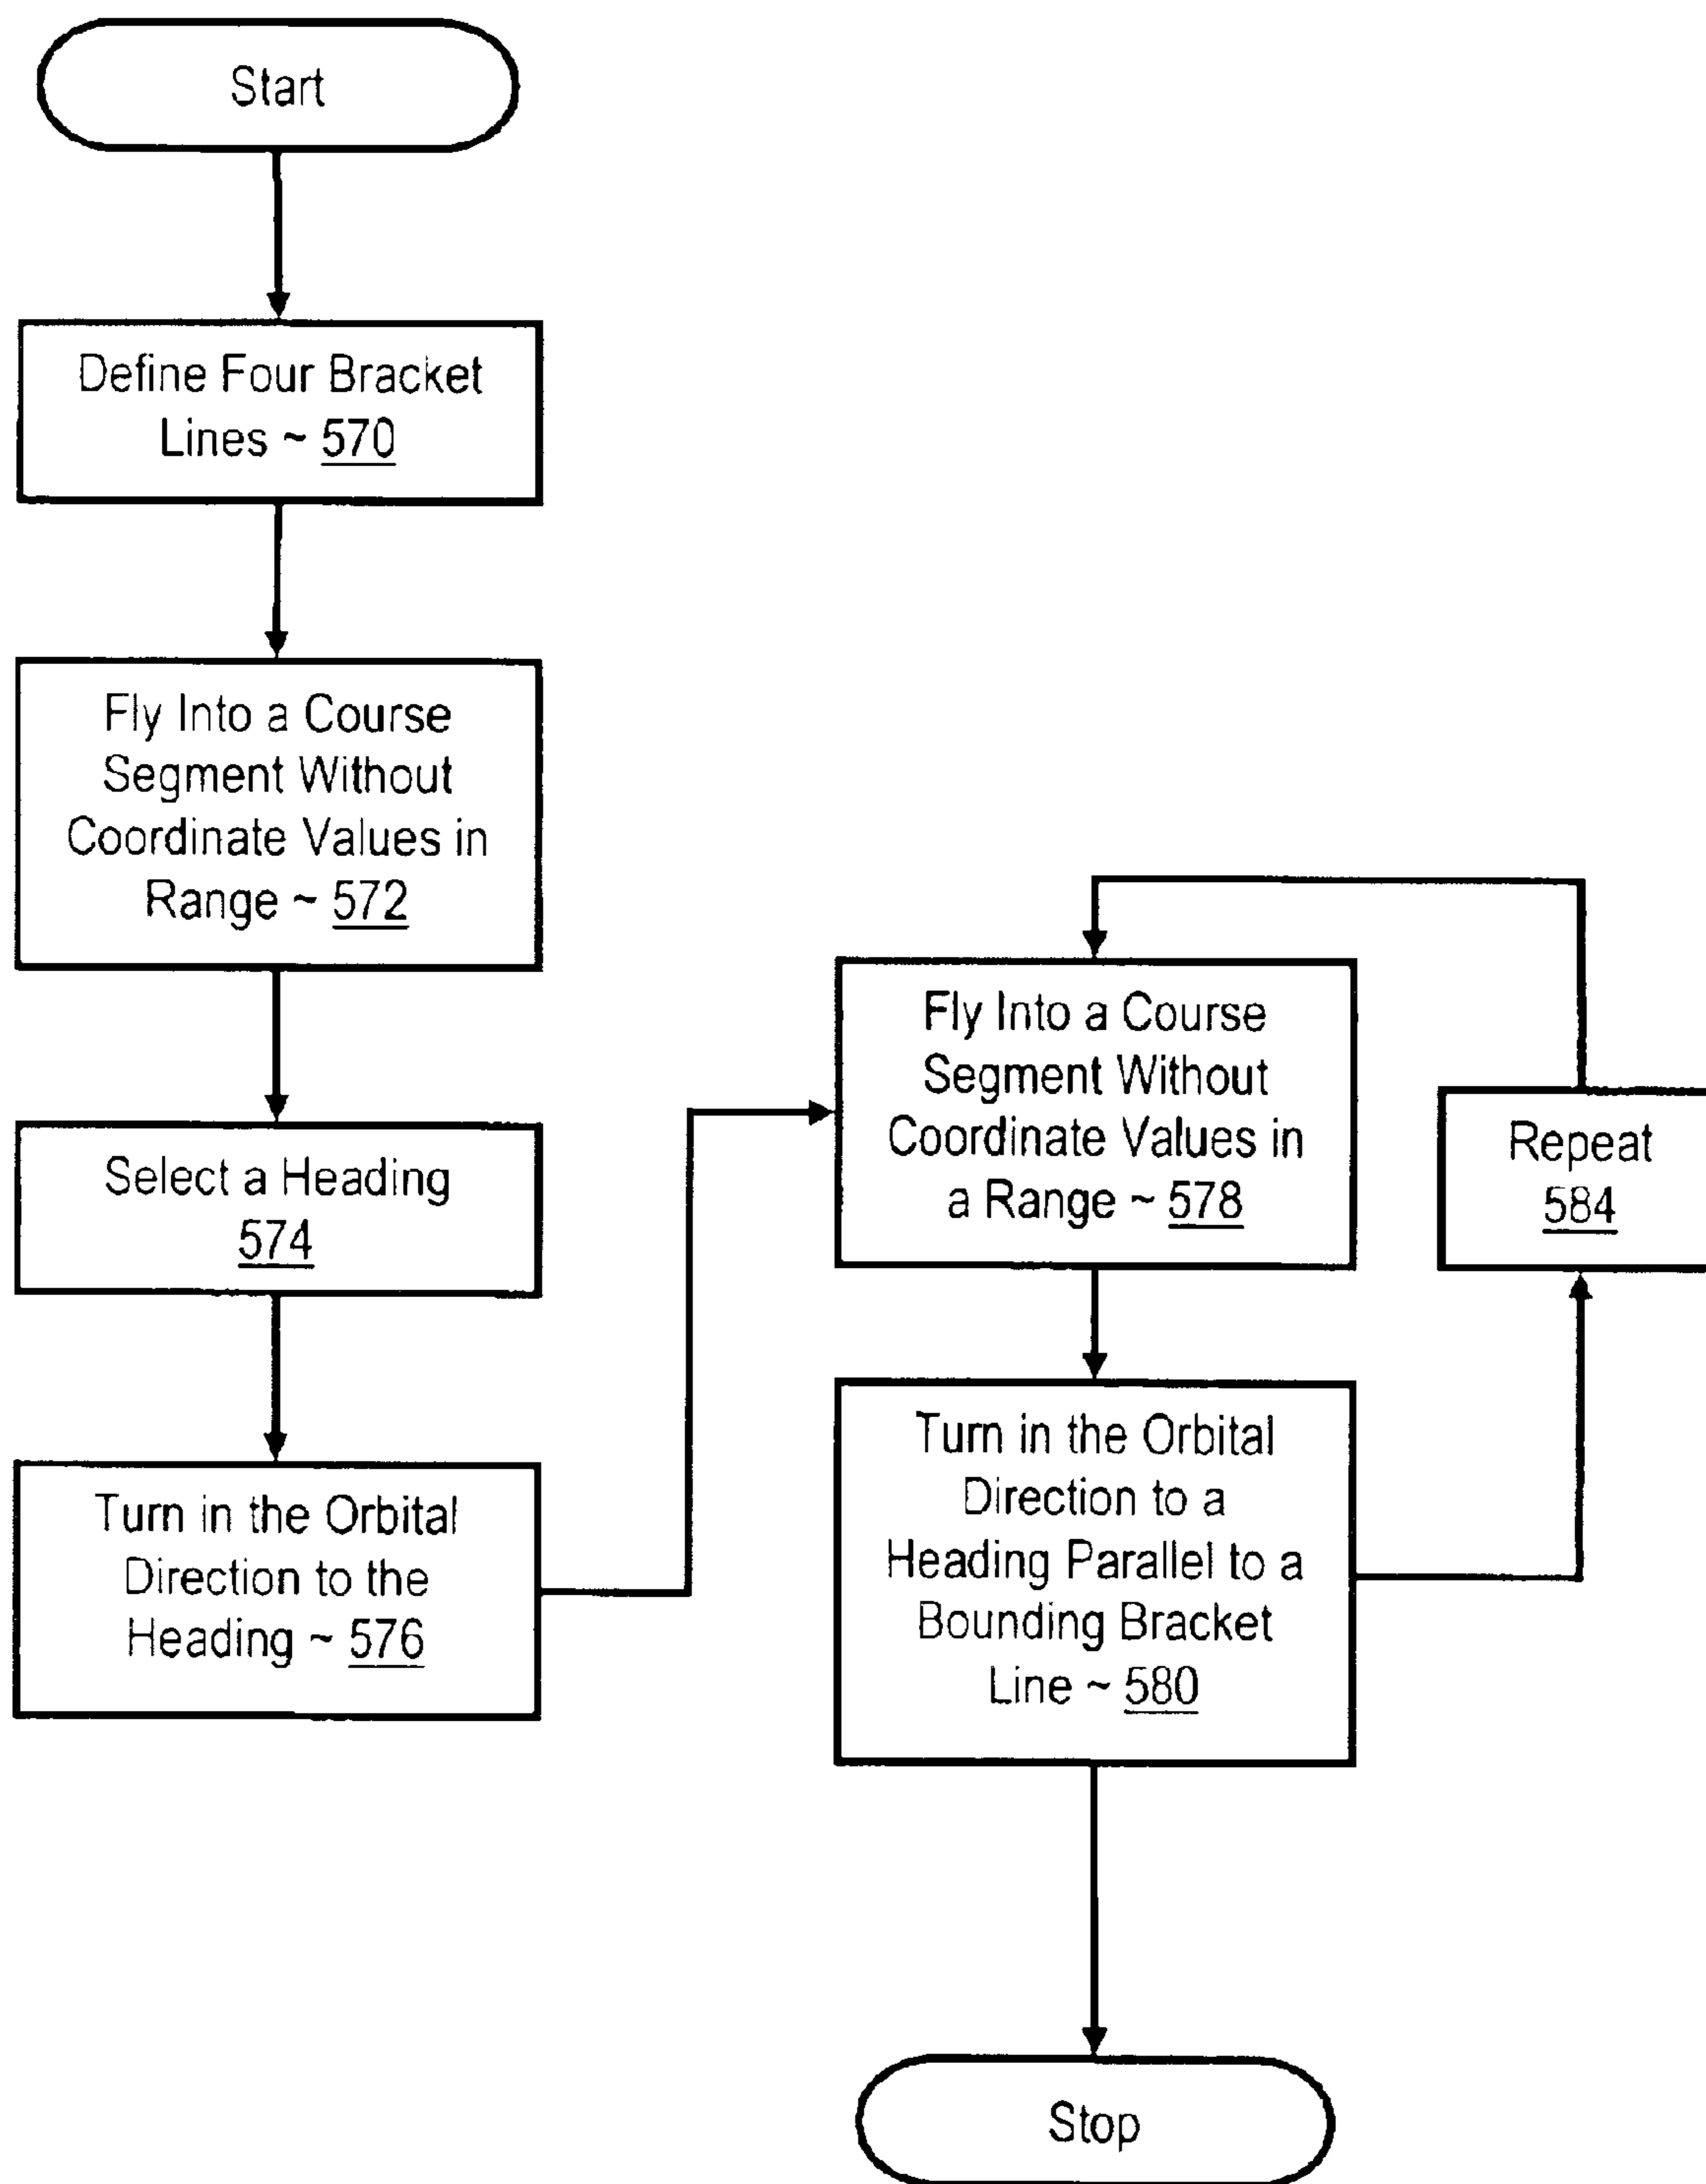 Start
Define Four Bracket
Lines ~ 570
Fly Into a Course
Segment Without
Coordinate Values in
Range ~ 572
Select a Heading
574
Turn in the Orbital
Direction to the
Heading ~ 576
Fly Into a Course
Segment Without
Coordinate Values in
a Range ~ 578
Turn in the Orbital
Direction to a
Heading Parallel to a
Bounding Bracket
Line ~ 580
Repeat
584
Stop